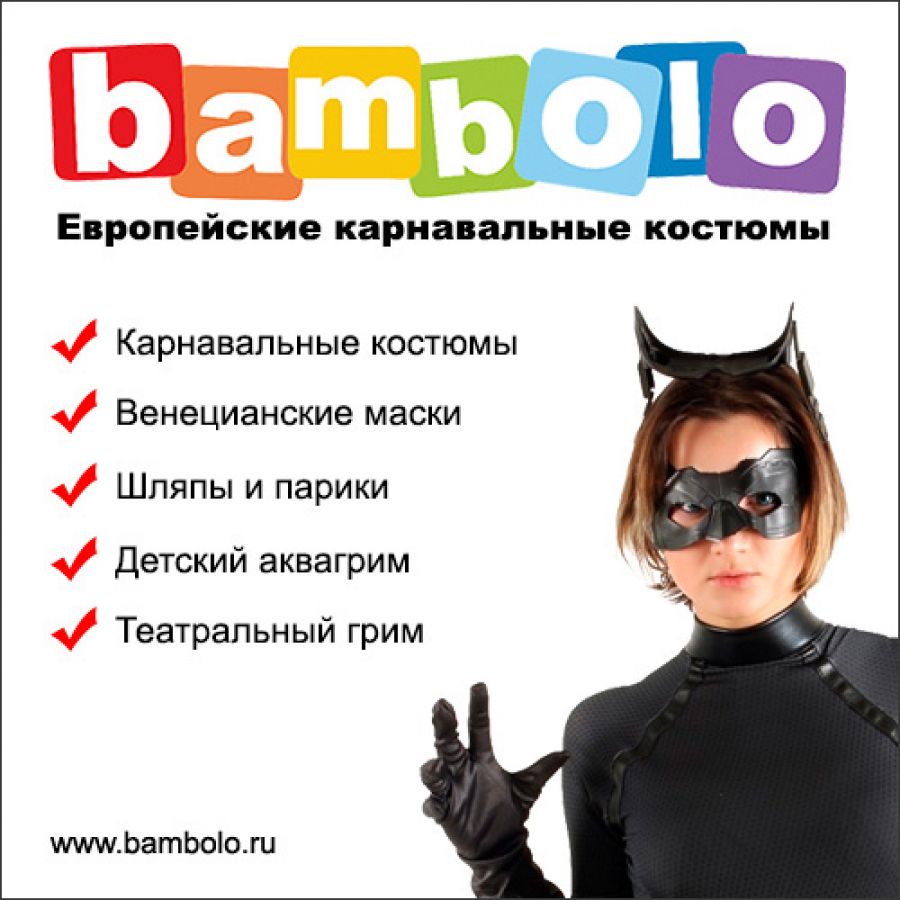 bambolo
Европейские карнавальные костюмы
Карнавальные костюмы
Венецианские маски
Шляпы и парики
Детский аквагрим
Театральный грим
www.bambolo.ru